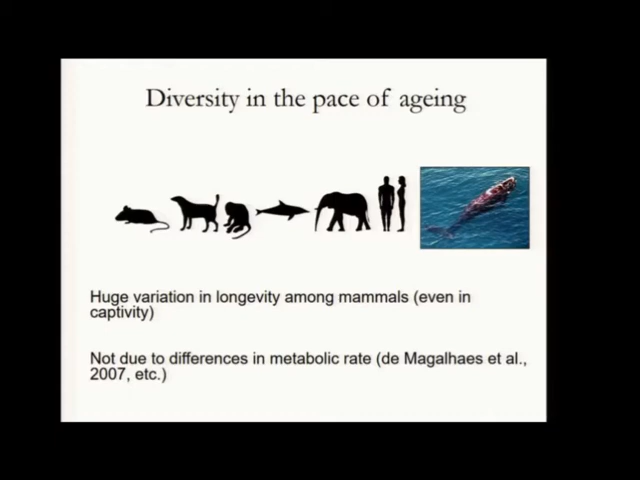 Diversity in the pace of ageing
Huge variation in longevity among mammals (even in
captivity)
Not due to differences in metabolic rate (de Magalhaes et al.,
2007, etc.)